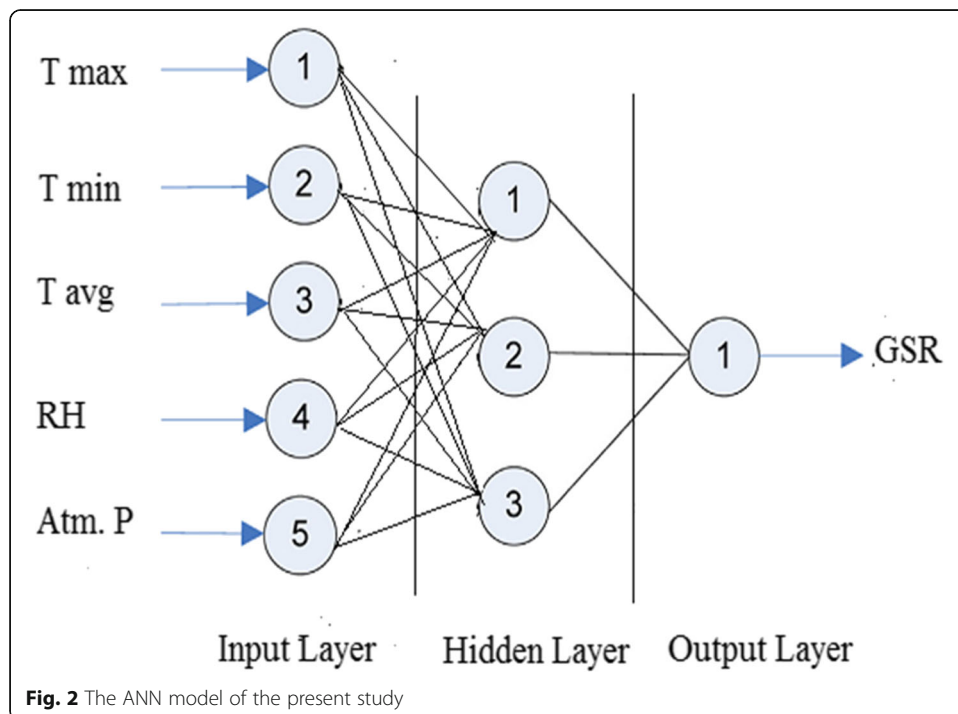 T max
1
T min
2
1
T avg
3
2
1
GSR
RH
4
3
Atm. P
5
Input Layer
Hidden Layer
Output Layer
Fig. 2 The ANN model of the present study